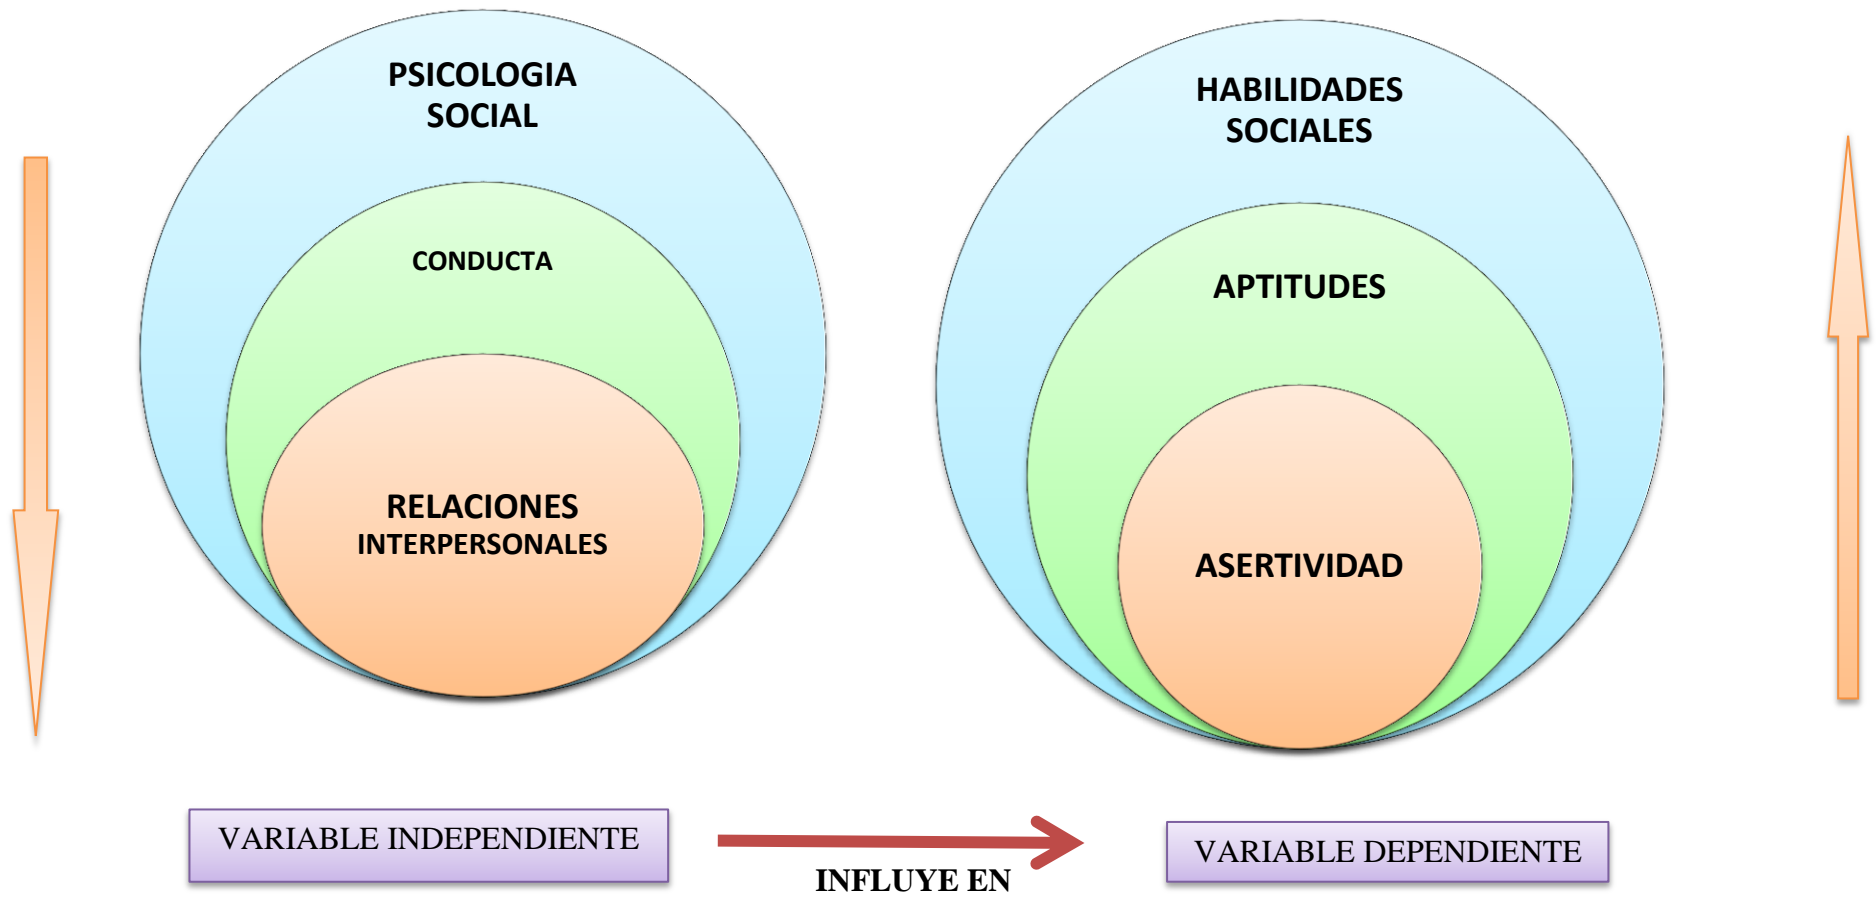 PSICOLOGIA
SOCIAL
CONDUCTA
RELACIONES
INTERPERSONALES
HABILIDADES
SOCIALES
APTITUDES
ASERTIVIDAD
VARIABLE INDEPENDIENTE
INFLUYE EN
VARIABLE DEPENDIENTE